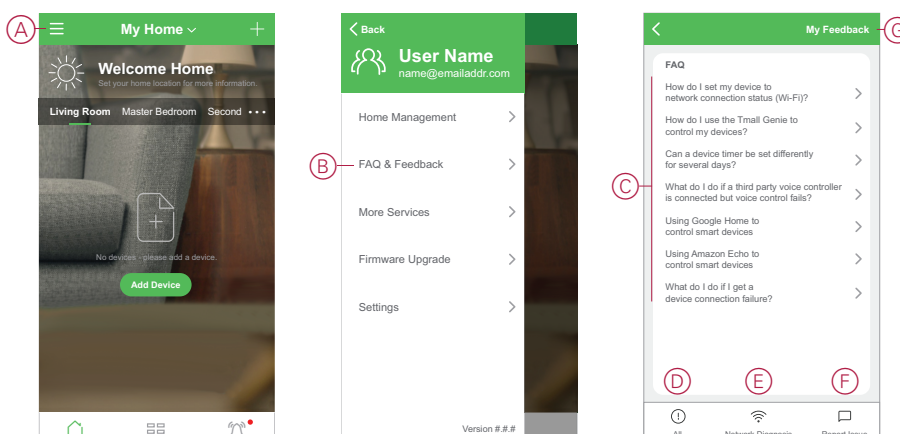 A
My Home
Welcome Home
Set your home location for more information.
Living Room Master Bedroom Second
No devices - please add a device.
Add Device
Back
User Name
name@emailaddr.com
Home Management
B
FAQ & Feedback
More Services
Firmware Upgrade
Settings
Version #.#.#
My Feedback
G
FAQ
How do I set my device to
network connection status (Wi-Fi)?
How do I use the Tmall Genie to
control my devices?
Can a device timer be set differently
for several days?
C
What do I do if a third party voice controller
is connected but voice control fails?
Using Google Home to
control smart devices
Using Amazon Echo to
control smart devices
What do I do if I get a
device connection failure?
D
E
F
All
Network Diagnosis
Report Issue